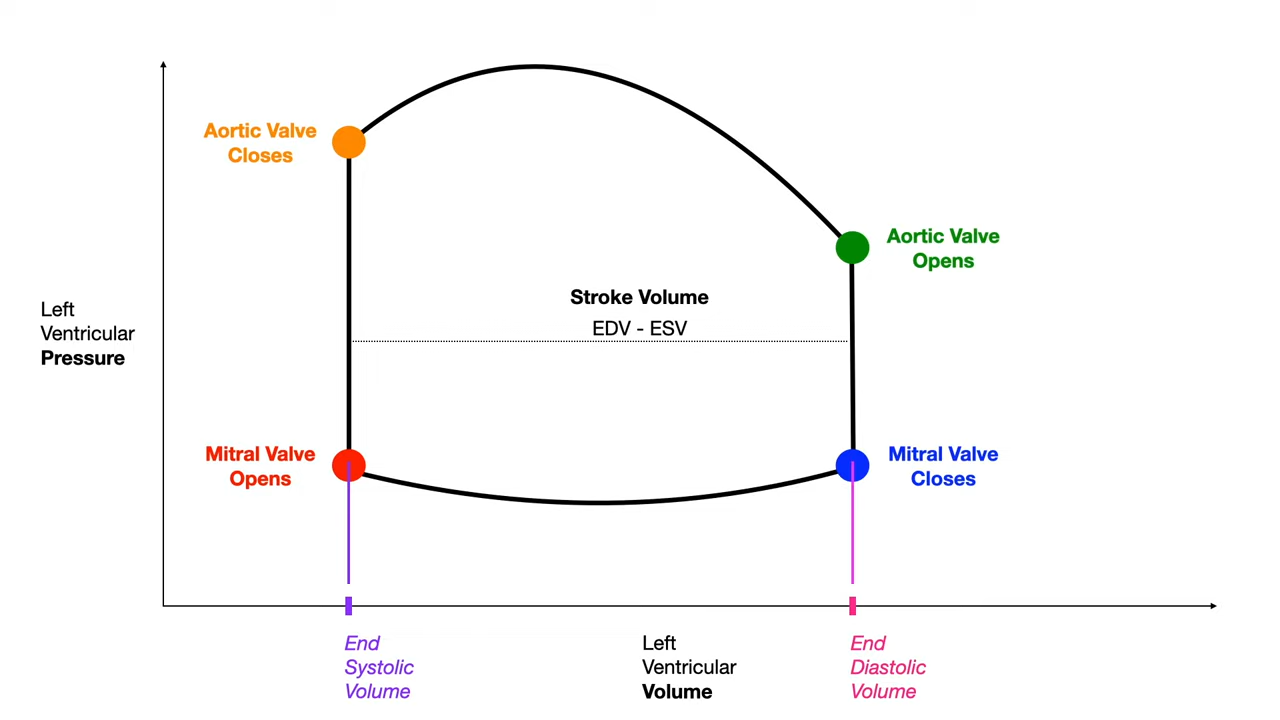 Aortic Valve
Closes
Aortic Valve
Opens
Stroke Volume
EDV - ESV
Left
Ventricular
Pressure
Mitral Valve
Opens
Mitral Valve
Closes
End
Systolic
Volume
Left
Ventricular
Volume
End
Diastolic
Volume